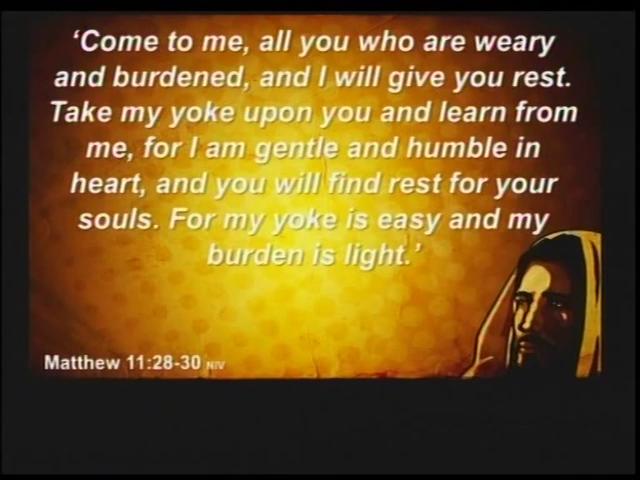 ‘Come to me, all you who are weary
and burdened, and I will give you rest.
Take my yoke upon you and learn from
me, for I am gentle and humble in
heart, and you will find rest for your
souls. For my yoke is easy and my
burden is light.’
Matthew 11:28-30 NIV